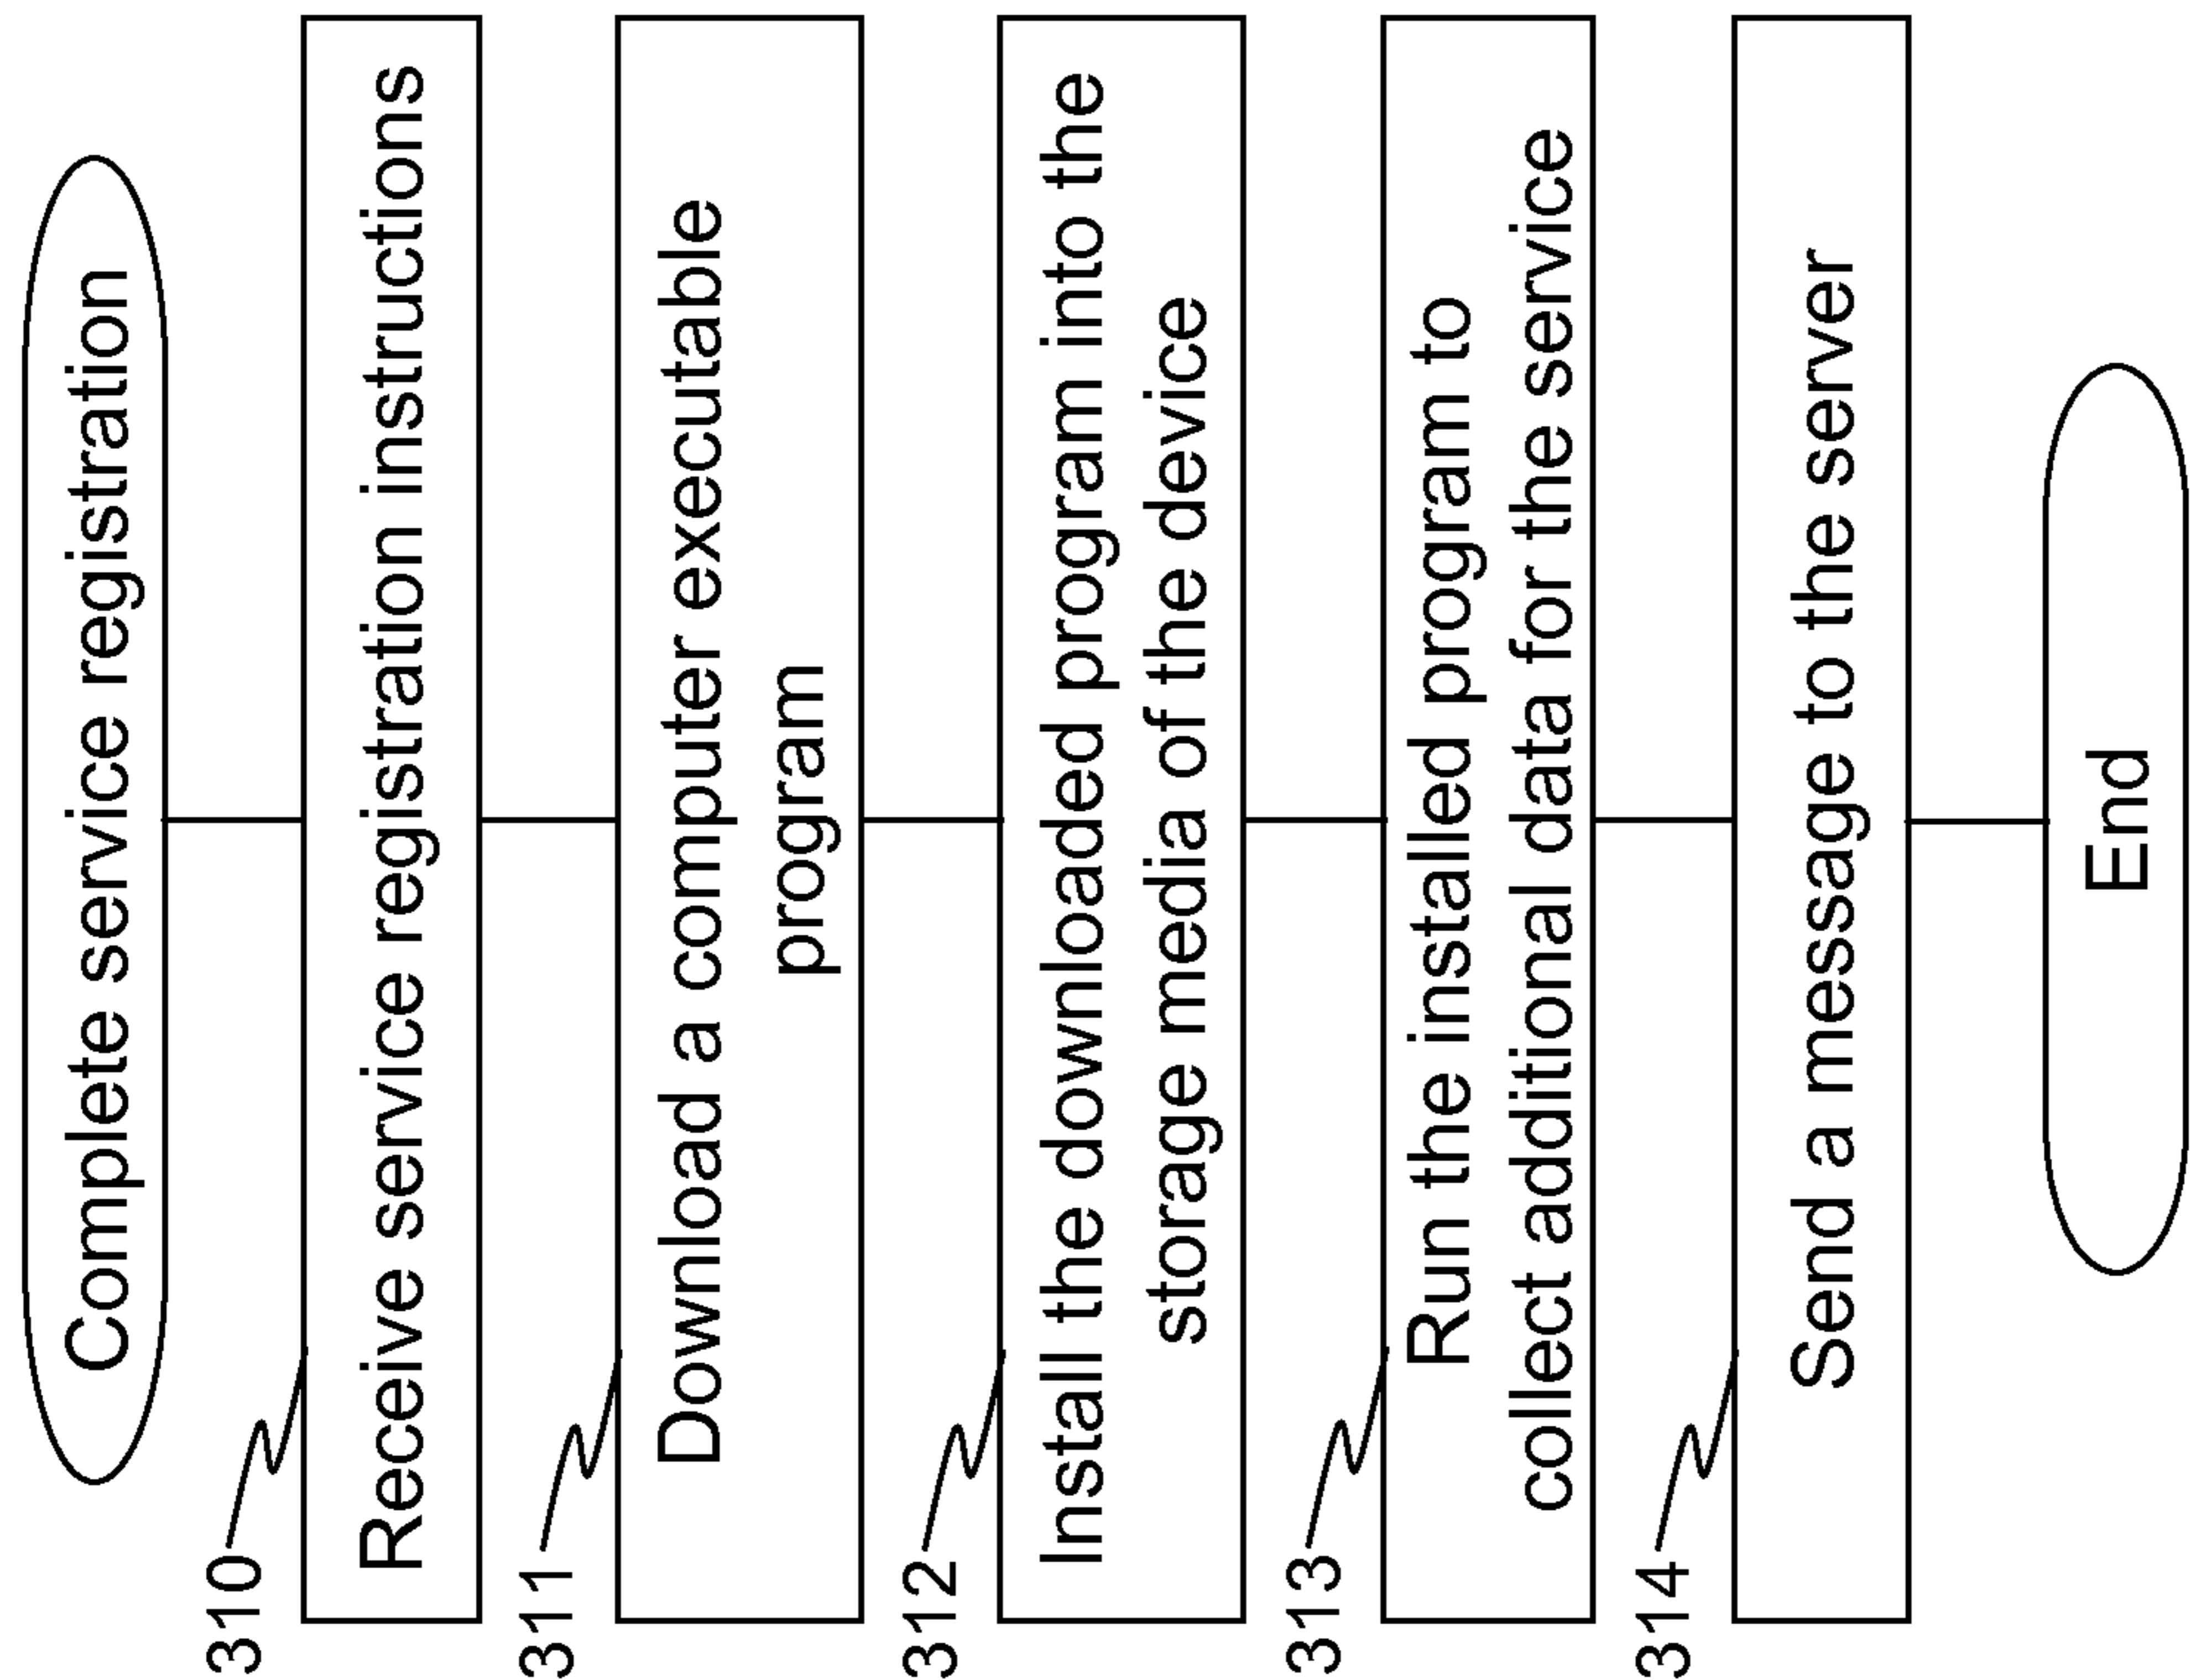 Complete service registration
310
Receive service registration instructions
311
Download a computer executable
program
312
Install the downloaded program into the
storage media of the device
313
Run the installed program to
collect additional data for the service
314
Send a message to the server
End